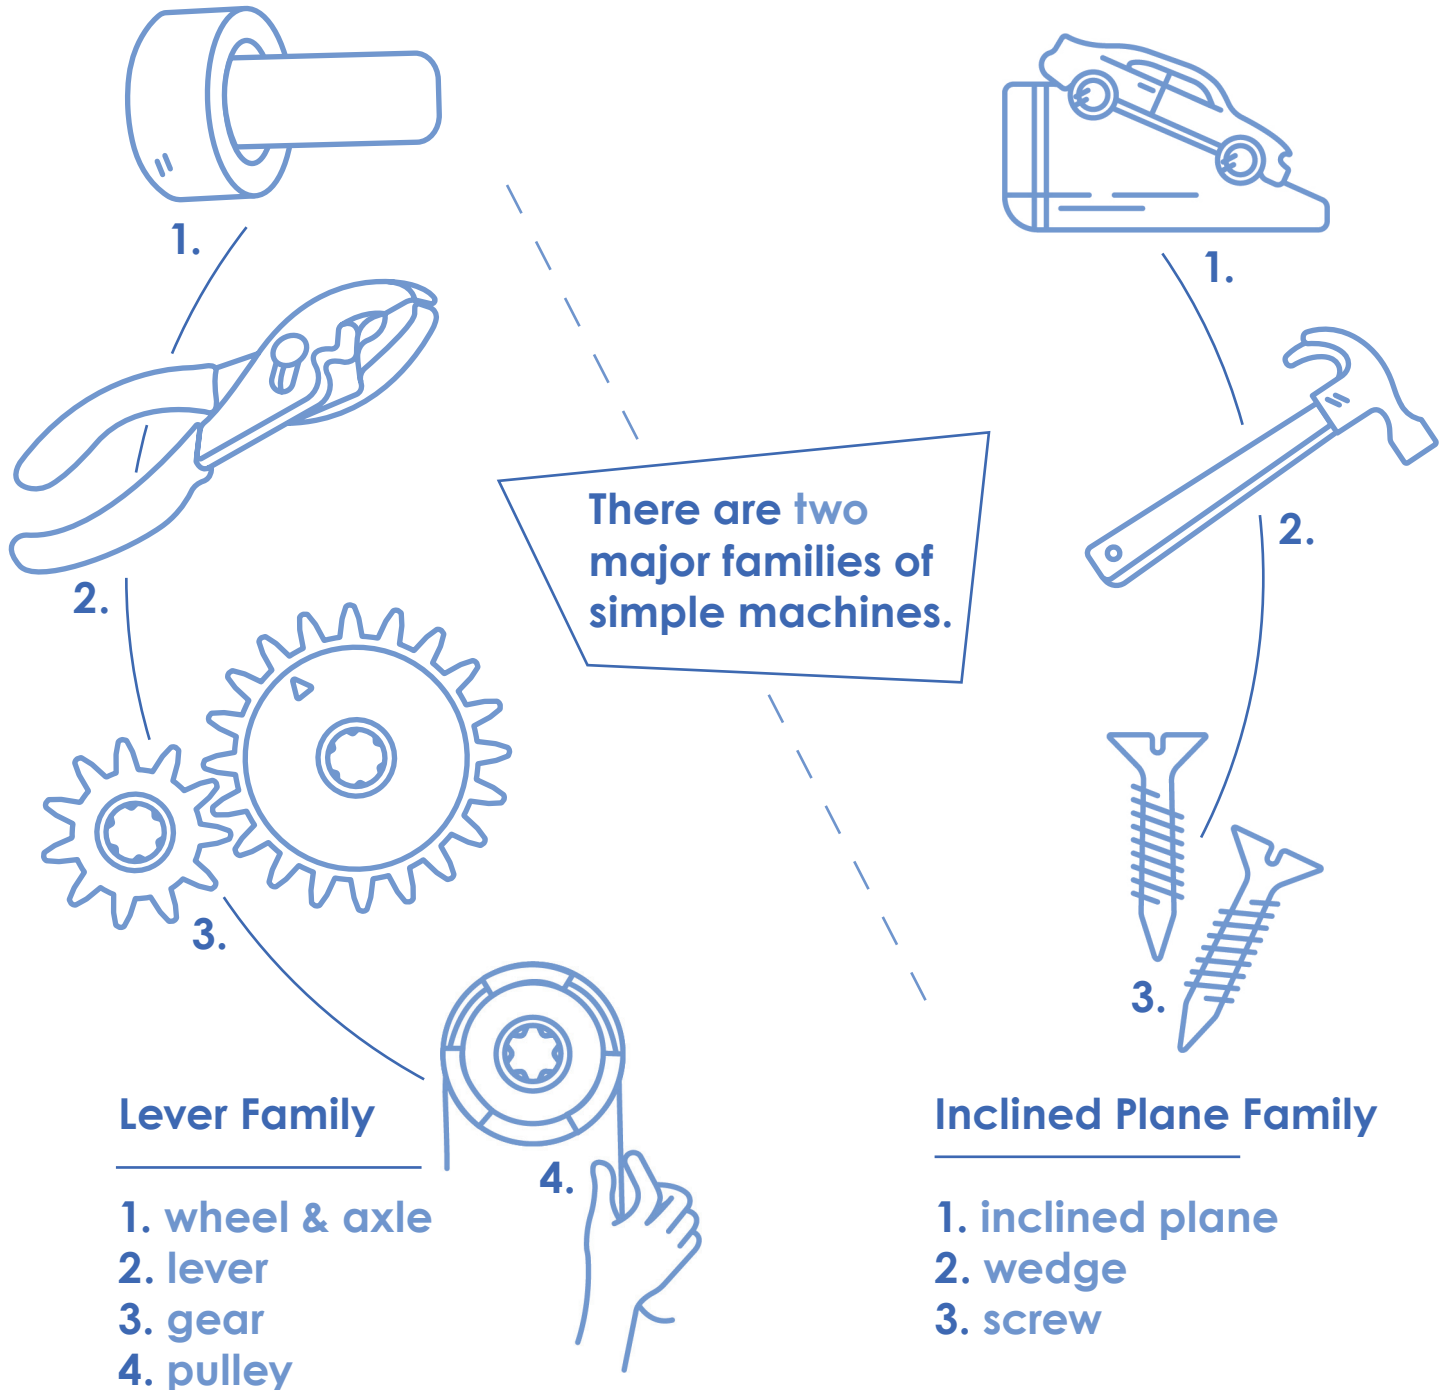 1.
2.
3.
4.
1.
2.
3.
There are two
major families of
simple machines.
Lever Family
1. wheel & axle
2. lever
3. gear
4. pulley
Inclined Plane Family
1. inclined plane
2. wedge
3. screw